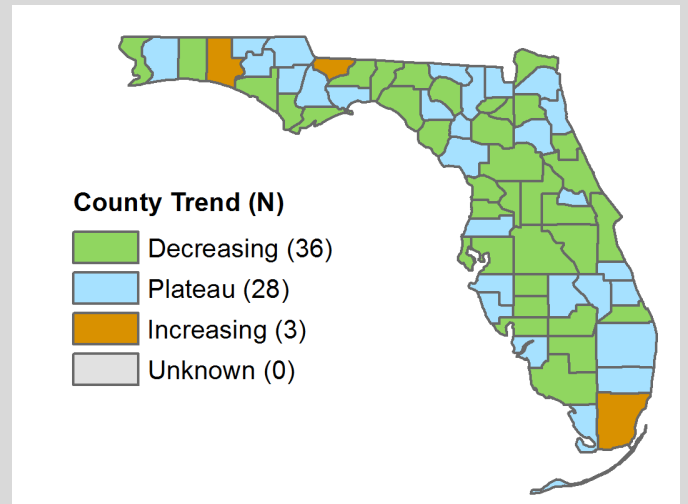 County Trend (N)
Decreasing (36)
Plateau (28)
Increasing (3)
Unknown (0)